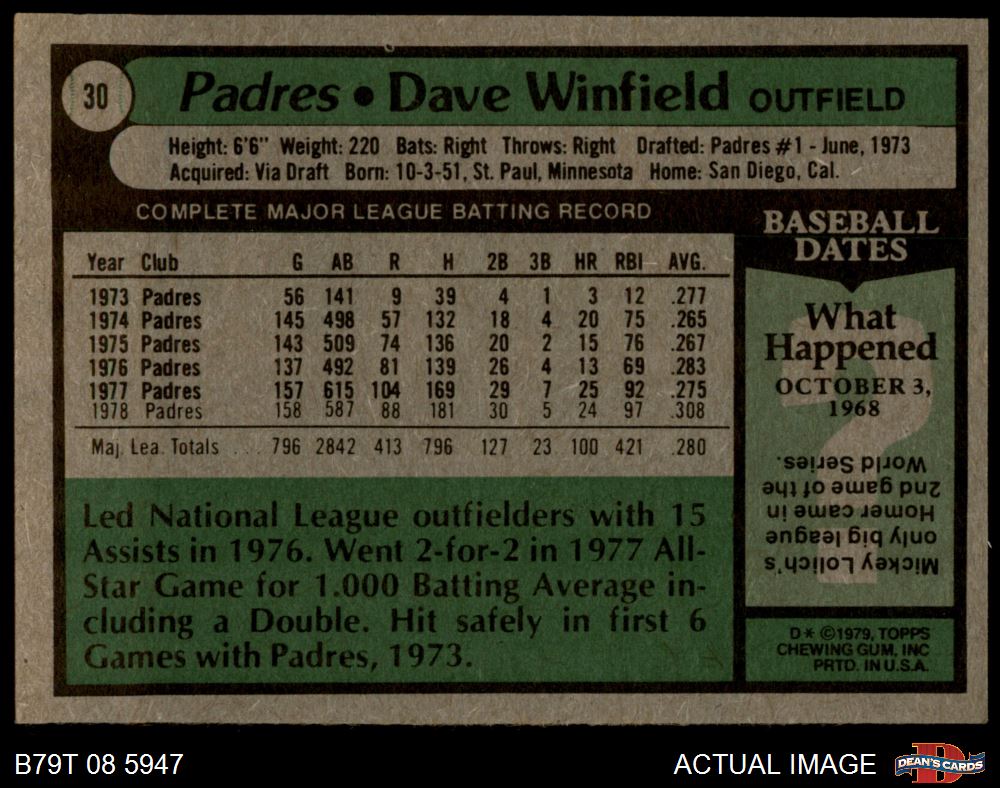 30
Padres • Dave Winfield OUTFIELD
Height: 6'6" Weight: 220 Bats: Right Throws: Right Drafted: Padres #1 - June, 1973
Acquired: Via Draft Born: 10-3-51, St. Paul, Minnesota Home: San Diego, Cal.
COMPLETE MAJOR LEAGUE BATTING RECORD
Year Club G AB R H 2B 3B HR RBI AVG.
1973 Padres 56 141 9 39 4 1 3 12 .277
1974 Padres 145 498 57 132 18 4 20 75 .265
1975 Padres 143 509 74 136 20 2 15 76 .267
1976 Padres 137 492 81 139 26 4 13 69 .283
1977 Padres 157 615 104 169 29 7 25 92 .275
1978 Padres 158 587 88 181 30 5 24 97 .308
Maj. Lea. Totals ... 796 2842 413 796 127 23 100 421 .280
Led National League outfielders with 15
Assists in 1976. Went 2-for-2 in 1977 All-
Star Game for 1.000 Batting Average in-
cluding a Double. Hit safely in first 6
Games with Padres, 1973.
BASEBALL
DATES
What
Happened
OCTOBER 3,
1968
Mickey Lolich's
only big league
Homer came in
2nd game of the
World Series.
D* ©1979, TOPPS
CHEWING GUM, INC
PRTD. IN U.S.A.
B79T 08 5947
ACTUAL IMAGE
DEAN'S CARDS